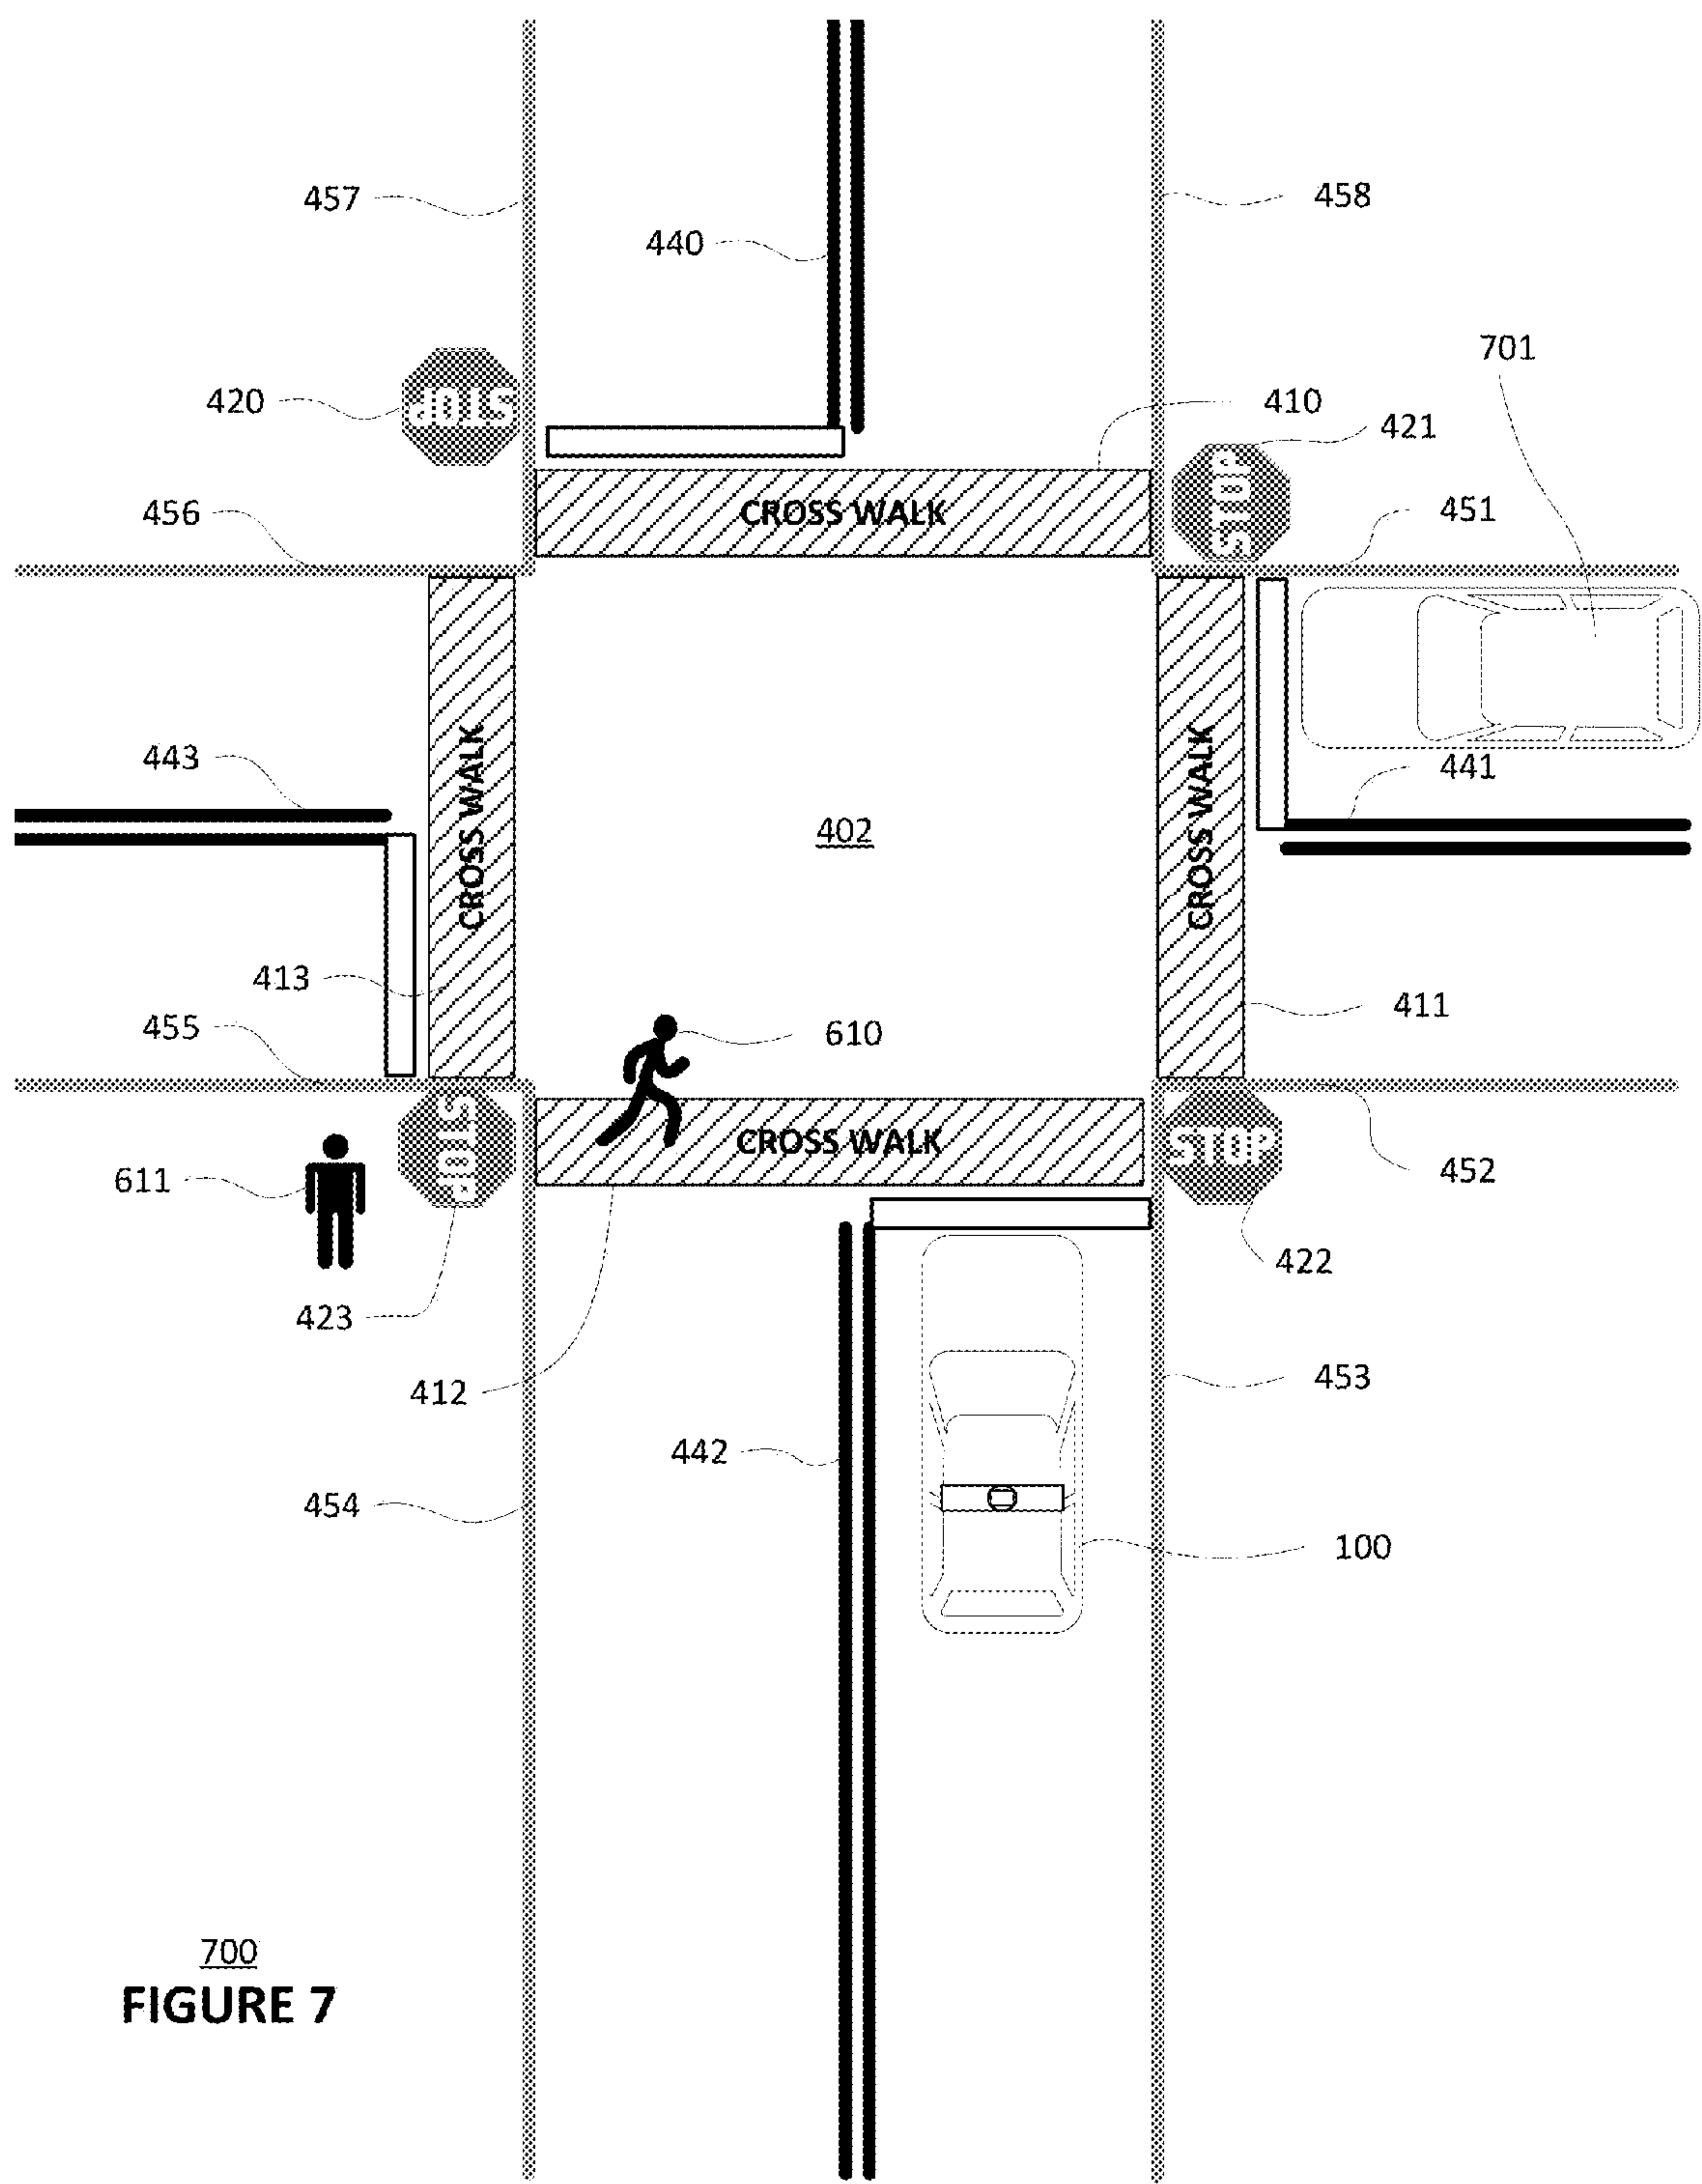 457
458
440
701
STOP
420
410
421
STOP
456
CROSS WALK
451
443
CROSS WALK
CROSS WALK
441
402
413
411
455
610
STOP
CROSS WALK
STOP
611
452
422
423
412
453
442
454
100
700
FIGURE 7